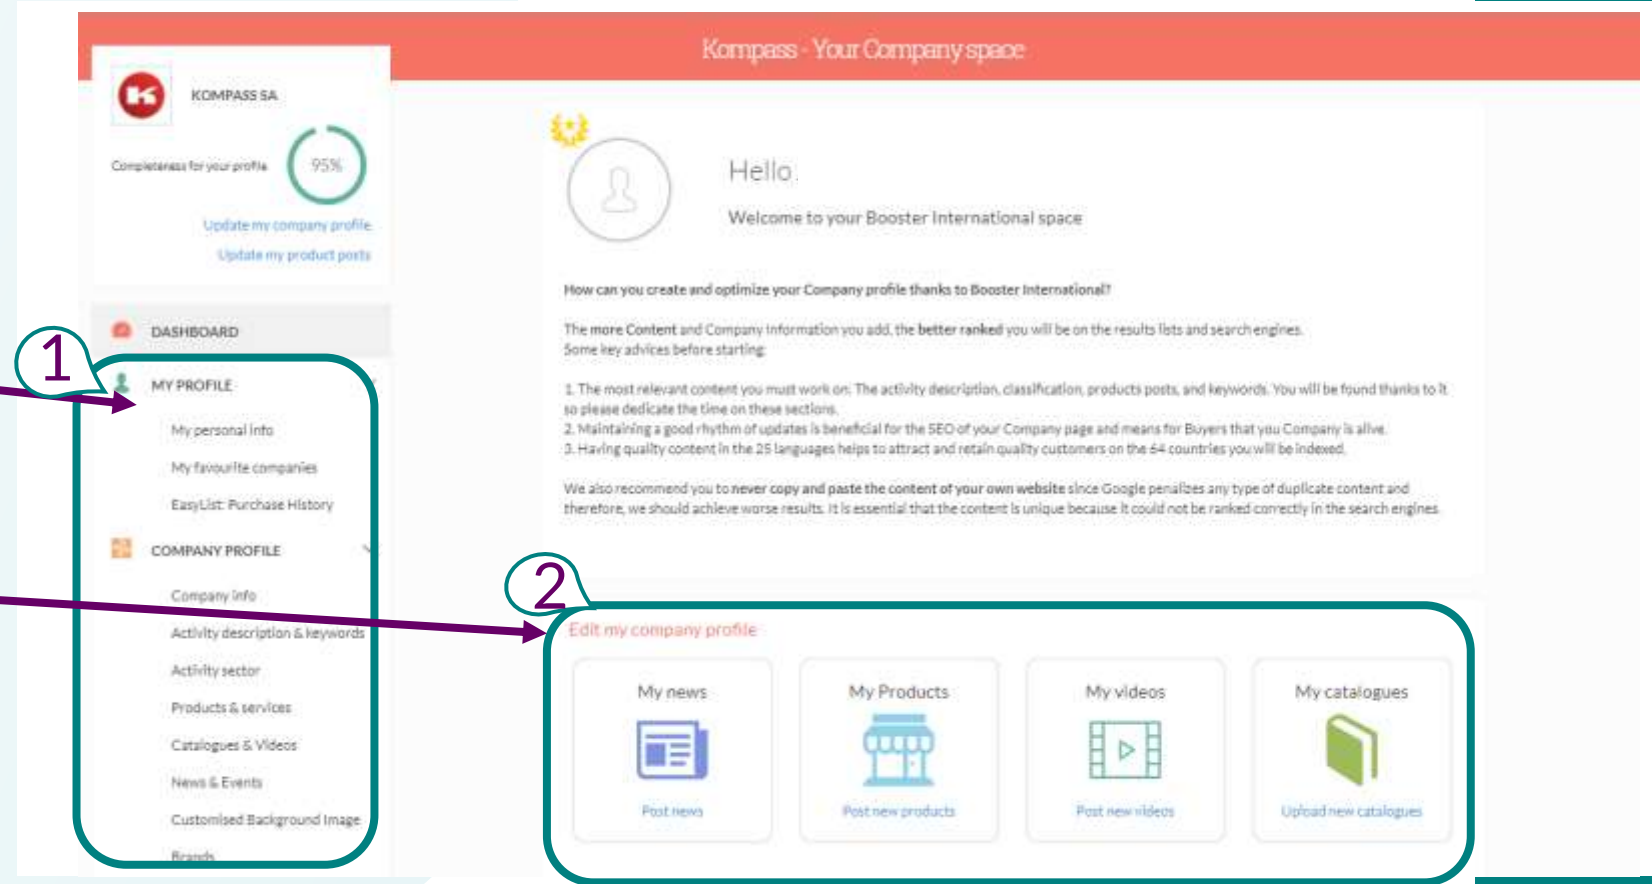 Kompass - Your Company space
KOMPASS SA
Completeness for your profile
95%
Update my company profile
Update my product posts
DASHBOARD
1
MY PROFILE
My personal info
My favourite companies
EasyList: Purchase History
COMPANY PROFILE
Company info
Activity description & keywords
Activity sector
Products & services
Catalogues & Videos
News & Events
Customised Background Image
Brands
Hello.
Welcome to your Booster International space
How can you create and optimize your Company profile thanks to Booster International?
The more Content and Company Information you add, the better ranked you will be on the results lists and search engines.
Some key advices before starting:
1. The most relevant content you must work on: The activity description, classification, products posts, and keywords. You will be found thanks to it
so please dedicate the time on these sections.
2. Maintaining a good rhythm of updates is beneficial for the SEO of your Company page and means for Buyers that you Company is alive.
3. Having quality content in the 25 languages helps to attract and retain quality customers on the 64 countries you will be indexed.
We also recommend you to never copy and paste the content of your own website since Google penalizes any type of duplicate content and
therefore, we should achieve worse results. It is essential that the content is unique because it could not be ranked correctly in the search engines.
2
Edit my company profile
My news
Post news
My Products
Post new products
My videos
Post new videos
My catalogues
Upload new catalogues